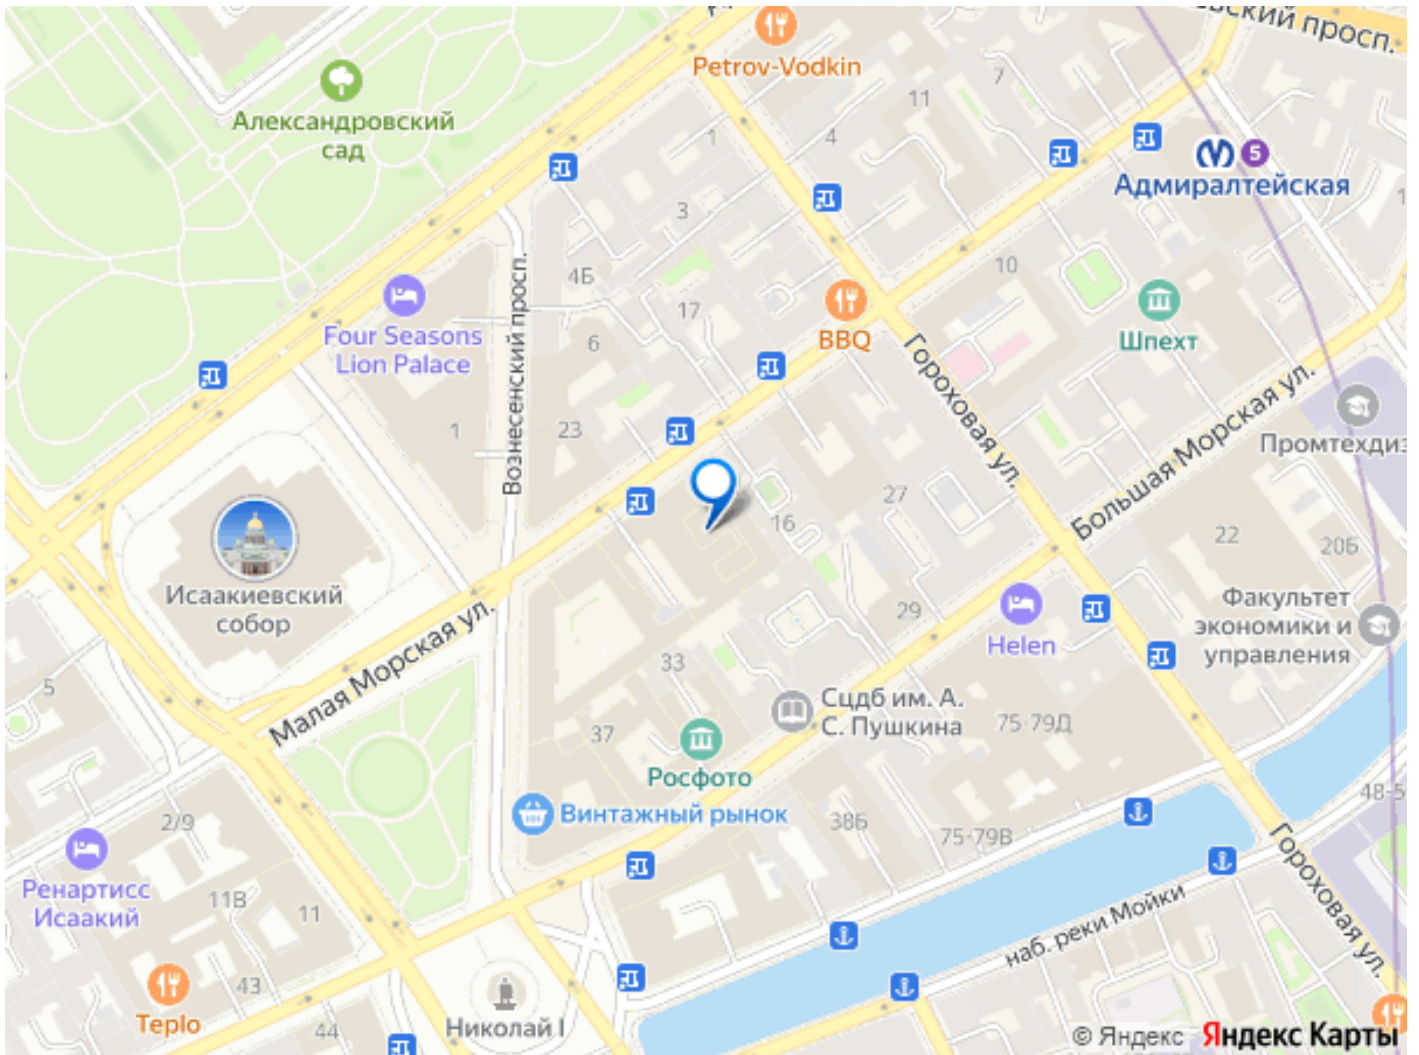 Petrov-Vodkin
Александровский
сад
7
11
1
4
5
Адмиралтейская
3
4Б
10
17
Four Seasons
Lion Palace
Вознесенский просп.
6
BBQ
Шпехт
Гороховая ул.
1
23
Большая Морская ул.
Промтехдиз
27
16
22
20Б
Исаакиевский
собор
Малая Морская ул.
29
Helen
Факультет
экономики и
управления
5
33
Сцдб им. А.
С. Пушкина
75-79Д
37
Росфото
Винтажный рынок
38Б
75-79В
48-5
2/9
Ренартисс
Исаакий
11В
11
Гороховая ул.
наб. реки Мойки
43
Teplo
44
Николай I
© Яндекс Яндекс Карты